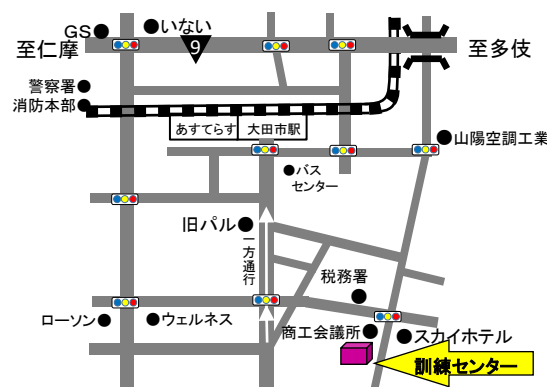 GS
いない
至仁摩
9
至多伎
警察署
消防本部
あすてらす
大田市駅
山陽空調工業
バス
センター
旧パル
一方通行
税務署
ローソン
ウェルネス
商工会議所
スカイホテル
訓練センター